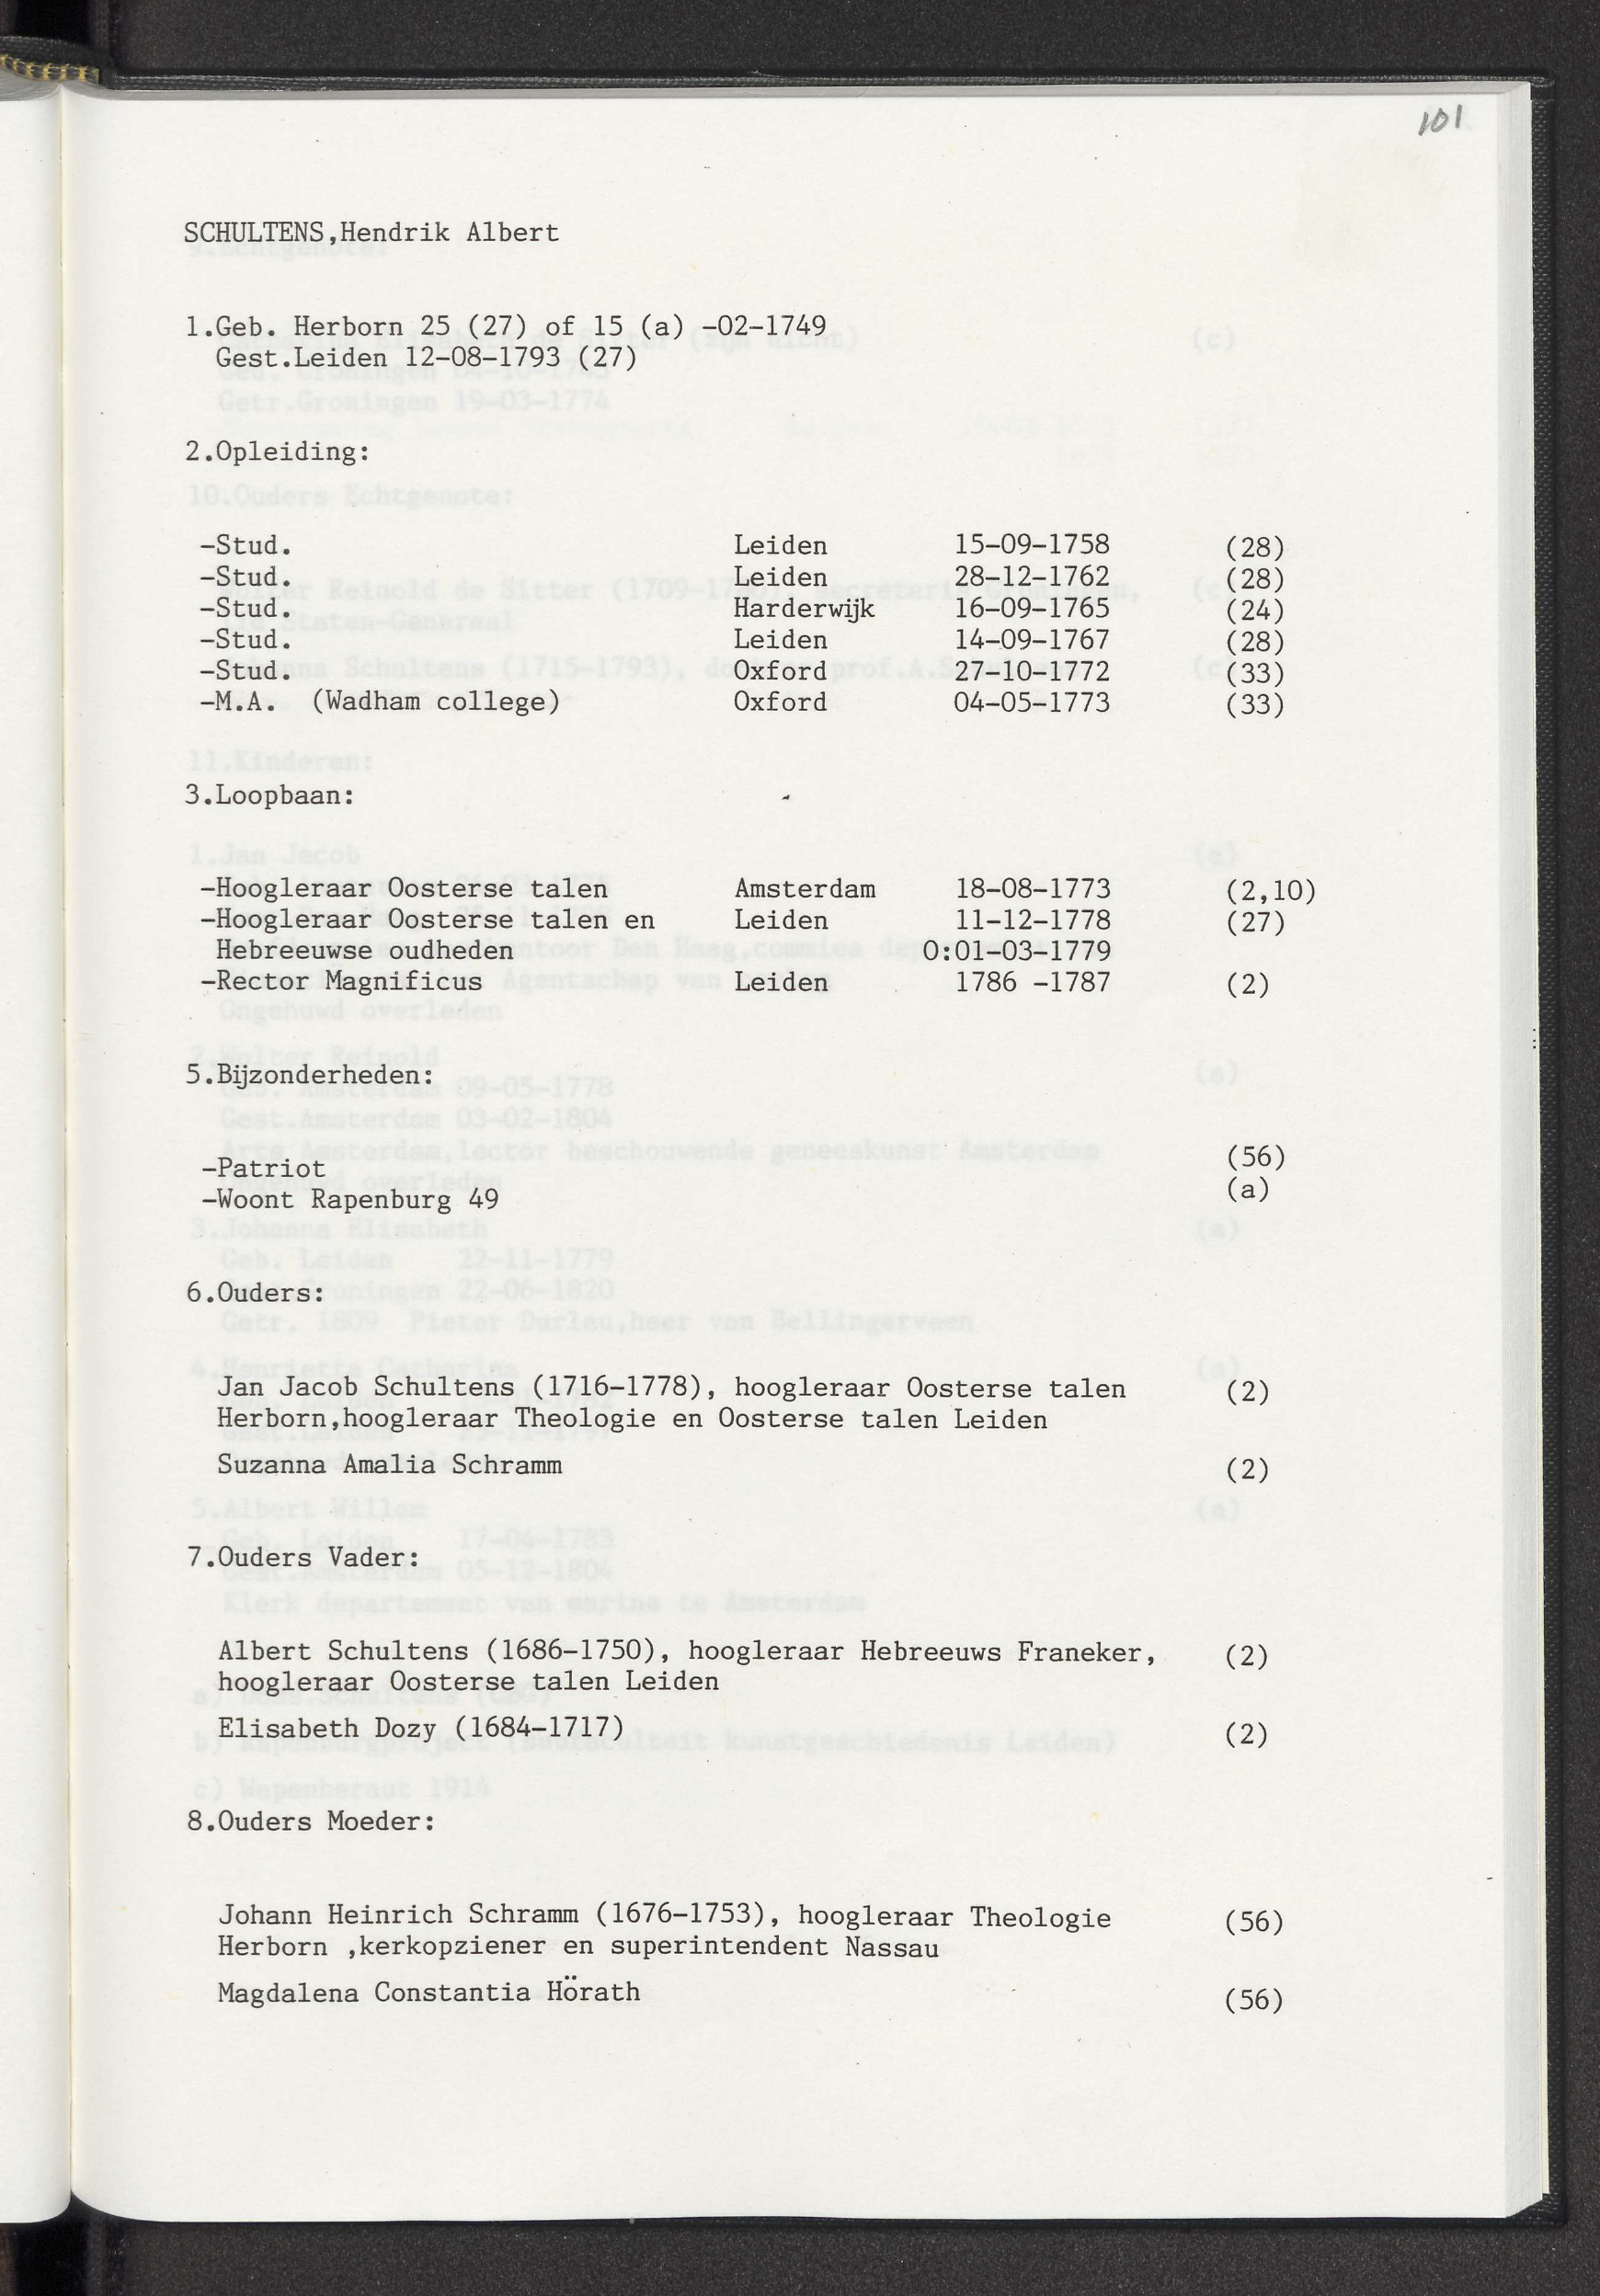 101
SCHULTENS,Hendrik Albert
1.Geb. Herborn 25 (27) of 15 (a) -02-1749
Gest.Leiden 12-08-1793 (27)
2.Opleiding:
-Stud. Leiden 15-09-1758 (28)
-Stud. Leiden 28-12-1762 (28)
-Stud. Harderwijk 16-09-1765 (24)
-Stud. Leiden 14-09-1767 (28)
-Stud. Oxford 27-10-1772 (33)
-M.A. (Wadham college) Oxford 04-05-1773 (33)
3.Loopbaan:
-Hoogleraar Oosterse talen Amsterdam 18-08-1773 (2,10)
-Hoogleraar Oosterse talen en Leiden 11-12-1778 (27)
Hebreeuwse oudheden O:01-03-1779
-Rector Magnificus Leiden 1786 -1787 (2)
5.Bijzonderheden:
-Patriot (56)
-Woont Rapenburg 49 (a)
6.Ouders:
Jan Jacob Schultens (1716-1778), hoogleraar Oosterse talen (2)
Herborn,hoogleraar Theologie en Oosterse talen Leiden
Suzanna Amalia Schramm (2)
7.Ouders Vader:
Albert Schultens (1686-1750), hoogleraar Hebreeuws Franeker, (2)
hoogleraar Oosterse talen Leiden
Elisabeth Dozy (1684-1717) (2)
8.Ouders Moeder:
Johann Heinrich Schramm (1676-1753), hoogleraar Theologie (56)
Herborn ,kerkopziener en superintendent Nassau
Magdalena Constantia Hörath (56)